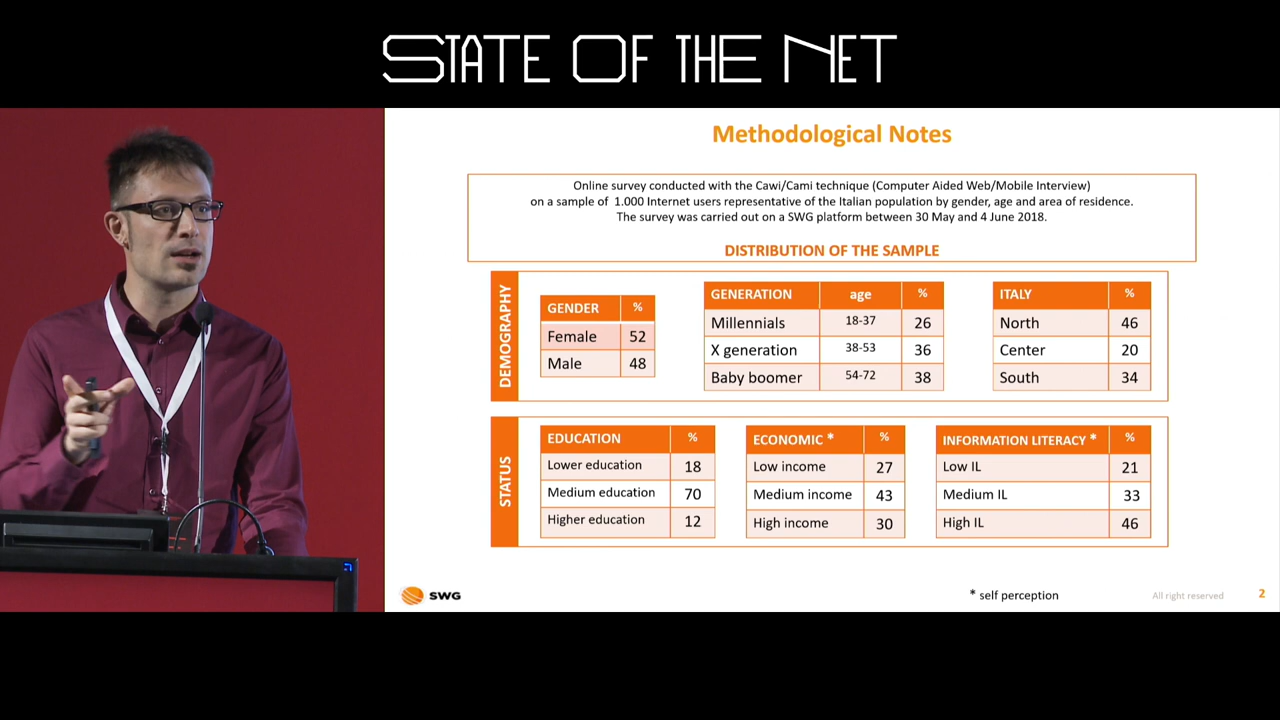 STATE OF THE NET
Methodological Notes
Online survey conducted with the Cawi/Cami technique (Computer Aided Web/Mobile Interview)
on a sample of 1.000 Internet users representative of the Italian population by gender, age and area of residence.
The survey was carried out on a SWG platform between 30 May and 4 June 2018.
DISTRIBUTION OF THE SAMPLE
DEMOGRAPHY
GENDER %
Female 52
Male 48
GENERATION age %
Millennials 18-37 26
X generation 38-53 36
Baby boomer 54-72 38
ITALY %
North 46
Center 20
South 34
STATUS
EDUCATION %
Lower education 18
Medium education 70
Higher education 12
ECONOMIC * %
Low income 27
Medium income 43
High income 30
INFORMATION LITERACY * %
Low IL 21
Medium IL 33
High IL 46
SWG
* self perception
All right reserved
2